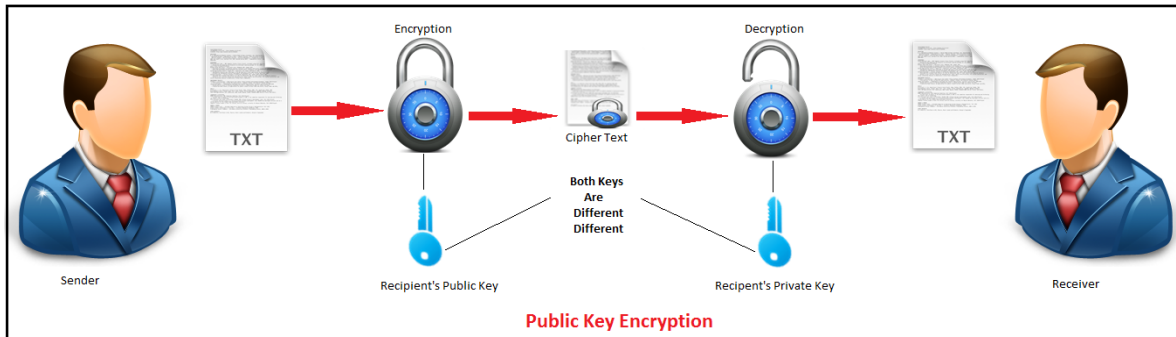 Encryption
Decryption
TXT
TXT
Cipher Text
Both Keys
Are
Different
Different
Sender
Recipient's Public Key
Recipent's Private Key
Receiver
Public Key Encryption